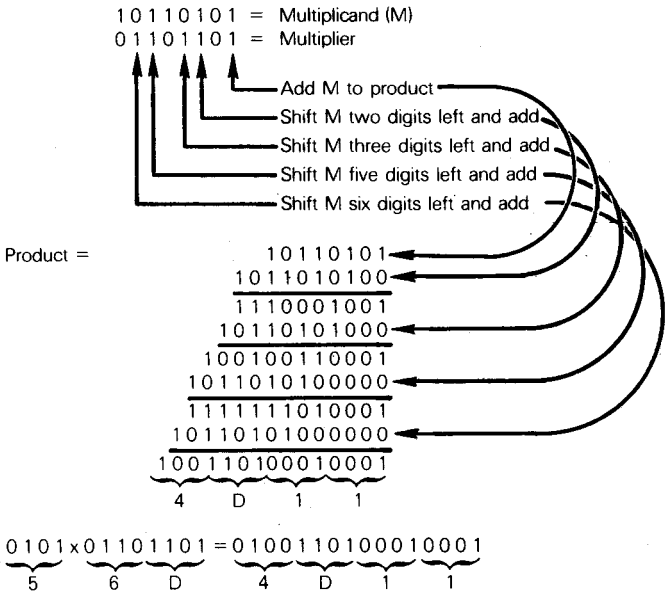 10110101 = Multiplicand (M)
01101101 = Multiplier
Add M to product
Shift M two digits left and add
Shift M three digits left and add
Shift M five digits left and add
Shift M six digits left and add
Product =
10110101
1011010100
1110001001
10110101000
100100110001
1011010100000
1111111010001
10110101000000
100110100010001
4 D 1 1
0101 x 01101101 = 0100110100010001
5 6 D 4 D 1 1